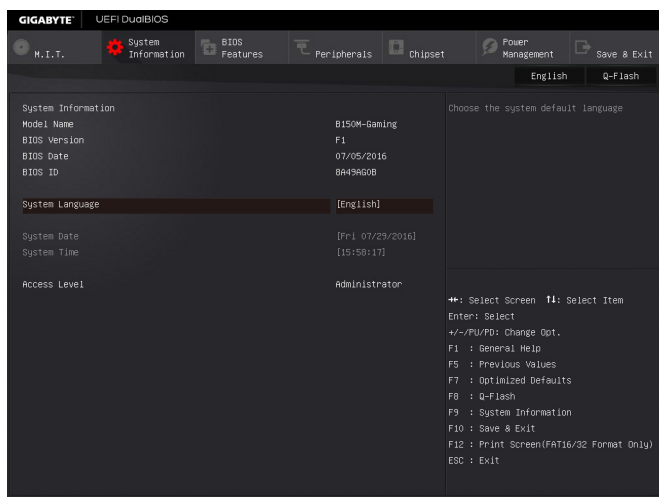 GIGABYTE™ UEFI DualBIOS
M.I.T. System Information BIOS Features Peripherals Chipset Power Management Save & Exit
English Q-Flash
System Information
Model Name B150M-Gaming
BIOS Version F1
BIOS Date 07/05/2016
BIOS ID 8A49AG0B
System Language [English]
System Date [Fri 07/29/2016]
System Time [15:58:17]
Access Level Administrator
Choose the system default language
→←: Select Screen ↑↓: Select Item
Enter: Select
+/-/PU/PD: Change Opt.
F1 : General Help
F5 : Previous Values
F7 : Optimized Defaults
F8 : Q-Flash
F9 : System Information
F10 : Save & Exit
F12 : Print Screen(FAT16/32 Format Only)
ESC : Exit